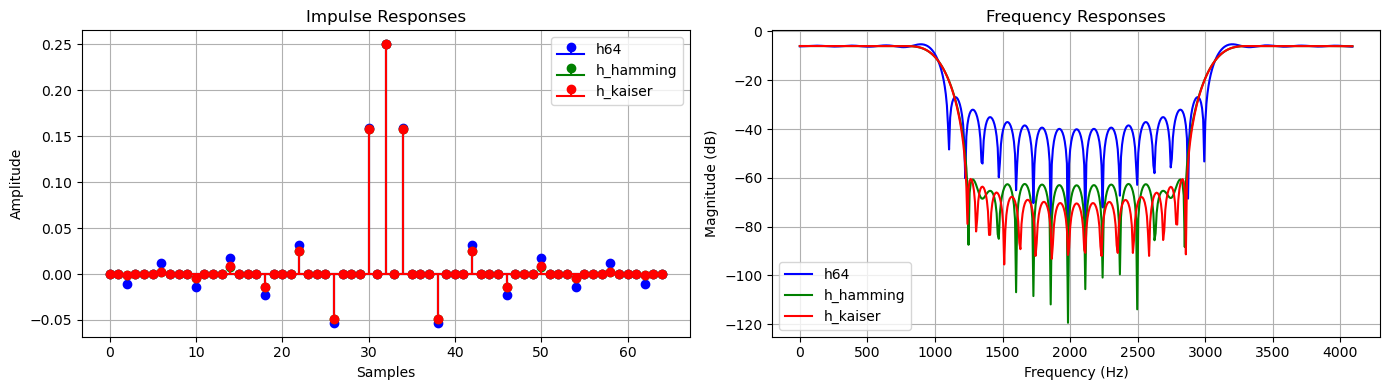 Impulse Responses
0.25
0.20
0.15
0.10
0.05
0.00
−0.05
Amplitude
h64
h_hamming
h_kaiser
0 10 20 30 40 50 60
Samples
Frequency Responses
0
−20
−40
−60
−80
−100
−120
Magnitude (dB)
h64
h_hamming
h_kaiser
0 500 1000 1500 2000 2500 3000 3500 4000
Frequency (Hz)